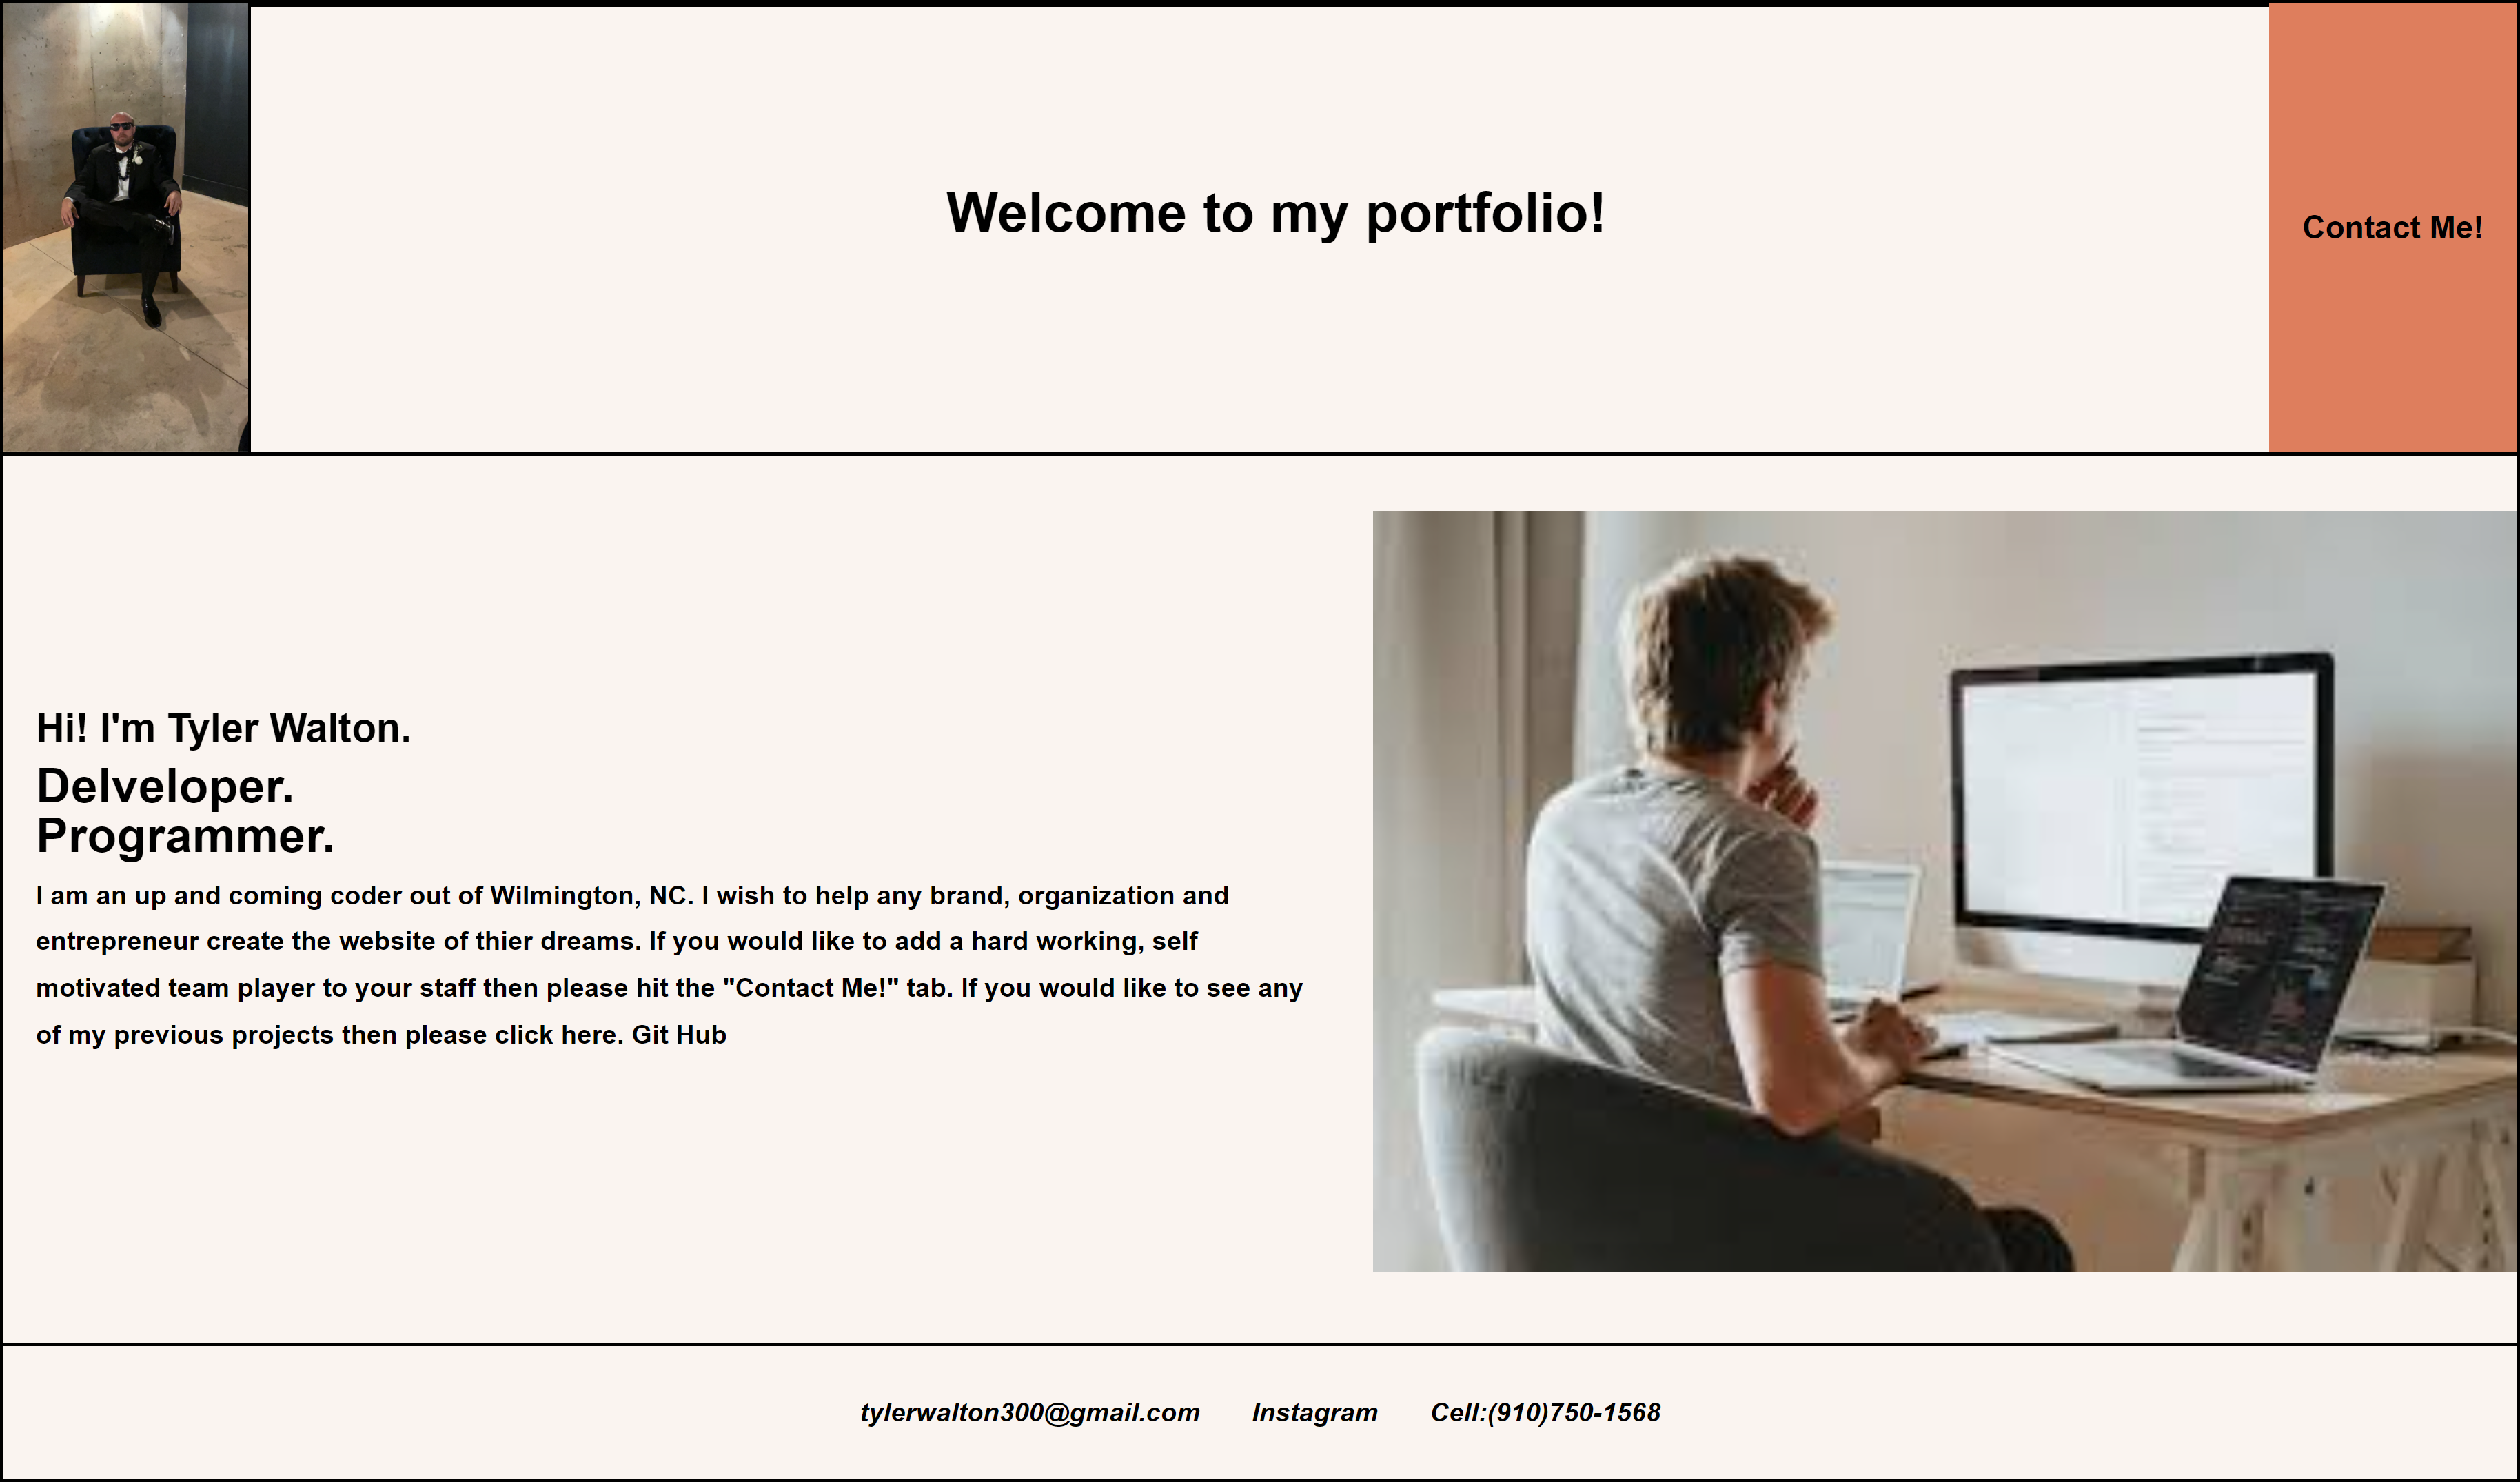 Welcome to my portfolio!
Contact Me!
Hi! I'm Tyler Walton.
Delveloper.
Programmer.
I am an up and coming coder out of Wilmington, NC. I wish to help any brand, organization and
entrepreneur create the website of thier dreams. If you would like to add a hard working, self
motivated team player to your staff then please hit the "Contact Me!" tab. If you would like to see any
of my previous projects then please click here. Git Hub
tylerwalton300@gmail.com Instagram Cell:(910)750-1568